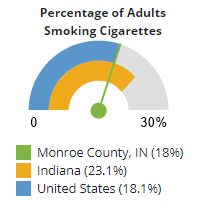 Percentage of Adults
Smoking Cigarettes
0 30%
Monroe County, IN (18%)
Indiana (23.1%)
United States (18.1%)